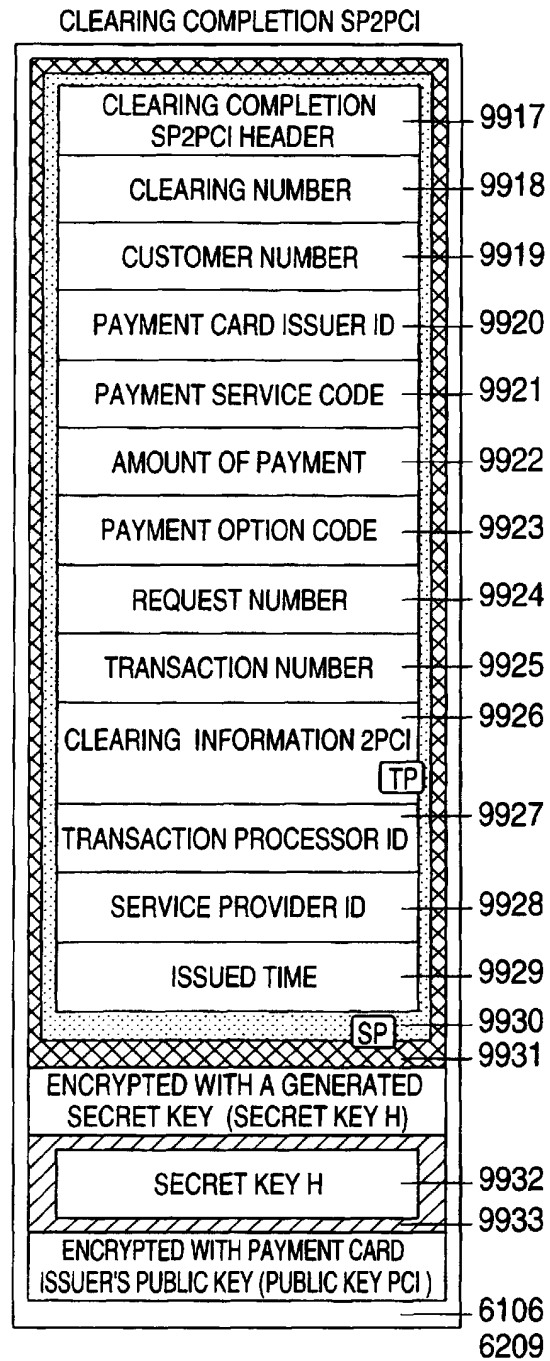 CLEARING COMPLETION SP2PCI
CLEARING COMPLETION
SP2PCI HEADER
9917
CLEARING NUMBER
9918
CUSTOMER NUMBER
9919
PAYMENT CARD ISSUER ID
9920
PAYMENT SERVICE CODE
9921
AMOUNT OF PAYMENT
9922
PAYMENT OPTION CODE
9923
REQUEST NUMBER
9924
TRANSACTION NUMBER
9925
9926
CLEARING INFORMATION 2PCI
TP
9927
TRANSACTION PROCESSOR ID
SERVICE PROVIDER ID
9928
ISSUED TIME
9929
9930
SP
9931
ENCRYPTED WITH A GENERATED
SECRET KEY (SECRET KEY H)
SECRET KEY H
9932
9933
ENCRYPTED WITH PAYMENT CARD
ISSUER'S PUBLIC KEY (PUBLIC KEY PCI )
6106
6209